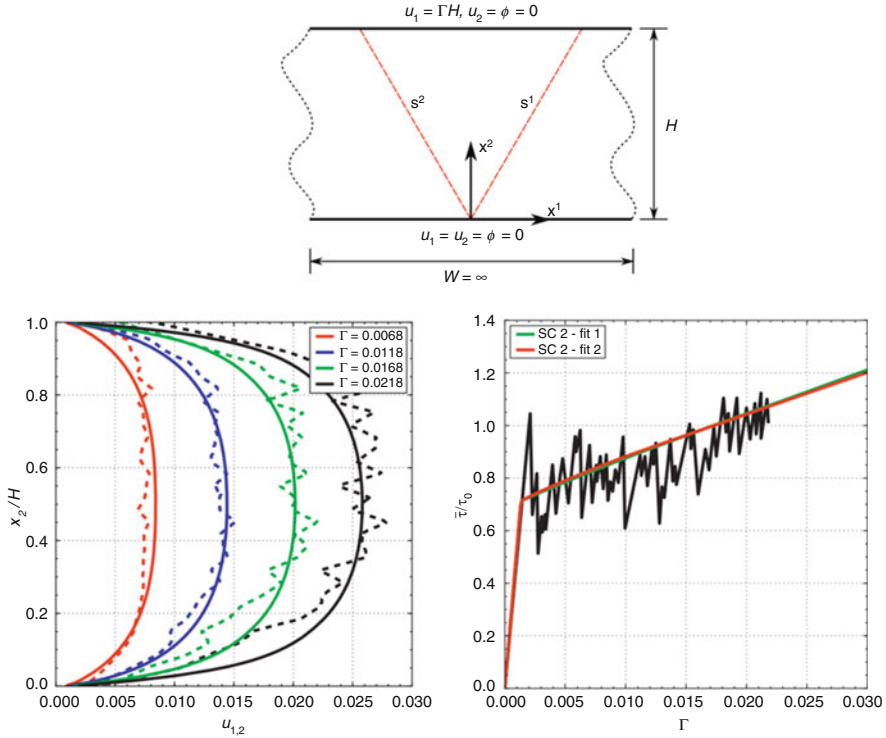 u₁ = ΓH, u₂ = ϕ = 0
s²
s¹
x²
H
x¹
u₁ = u₂ = ϕ = 0
W = ∞
1.0
0.8
0.6
0.4
0.2
0.0
x₂/H
Γ = 0.0068
Γ = 0.0118
Γ = 0.0168
Γ = 0.0218
0.000 0.005 0.010 0.015 0.020 0.025 0.030
u₁,₂
1.4
1.2
1.0
0.8
0.6
0.4
0.2
0.0
τ̄/τ₀
SC 2 - fit 1
SC 2 - fit 2
0.000 0.005 0.010 0.015 0.020 0.025 0.030
Γ